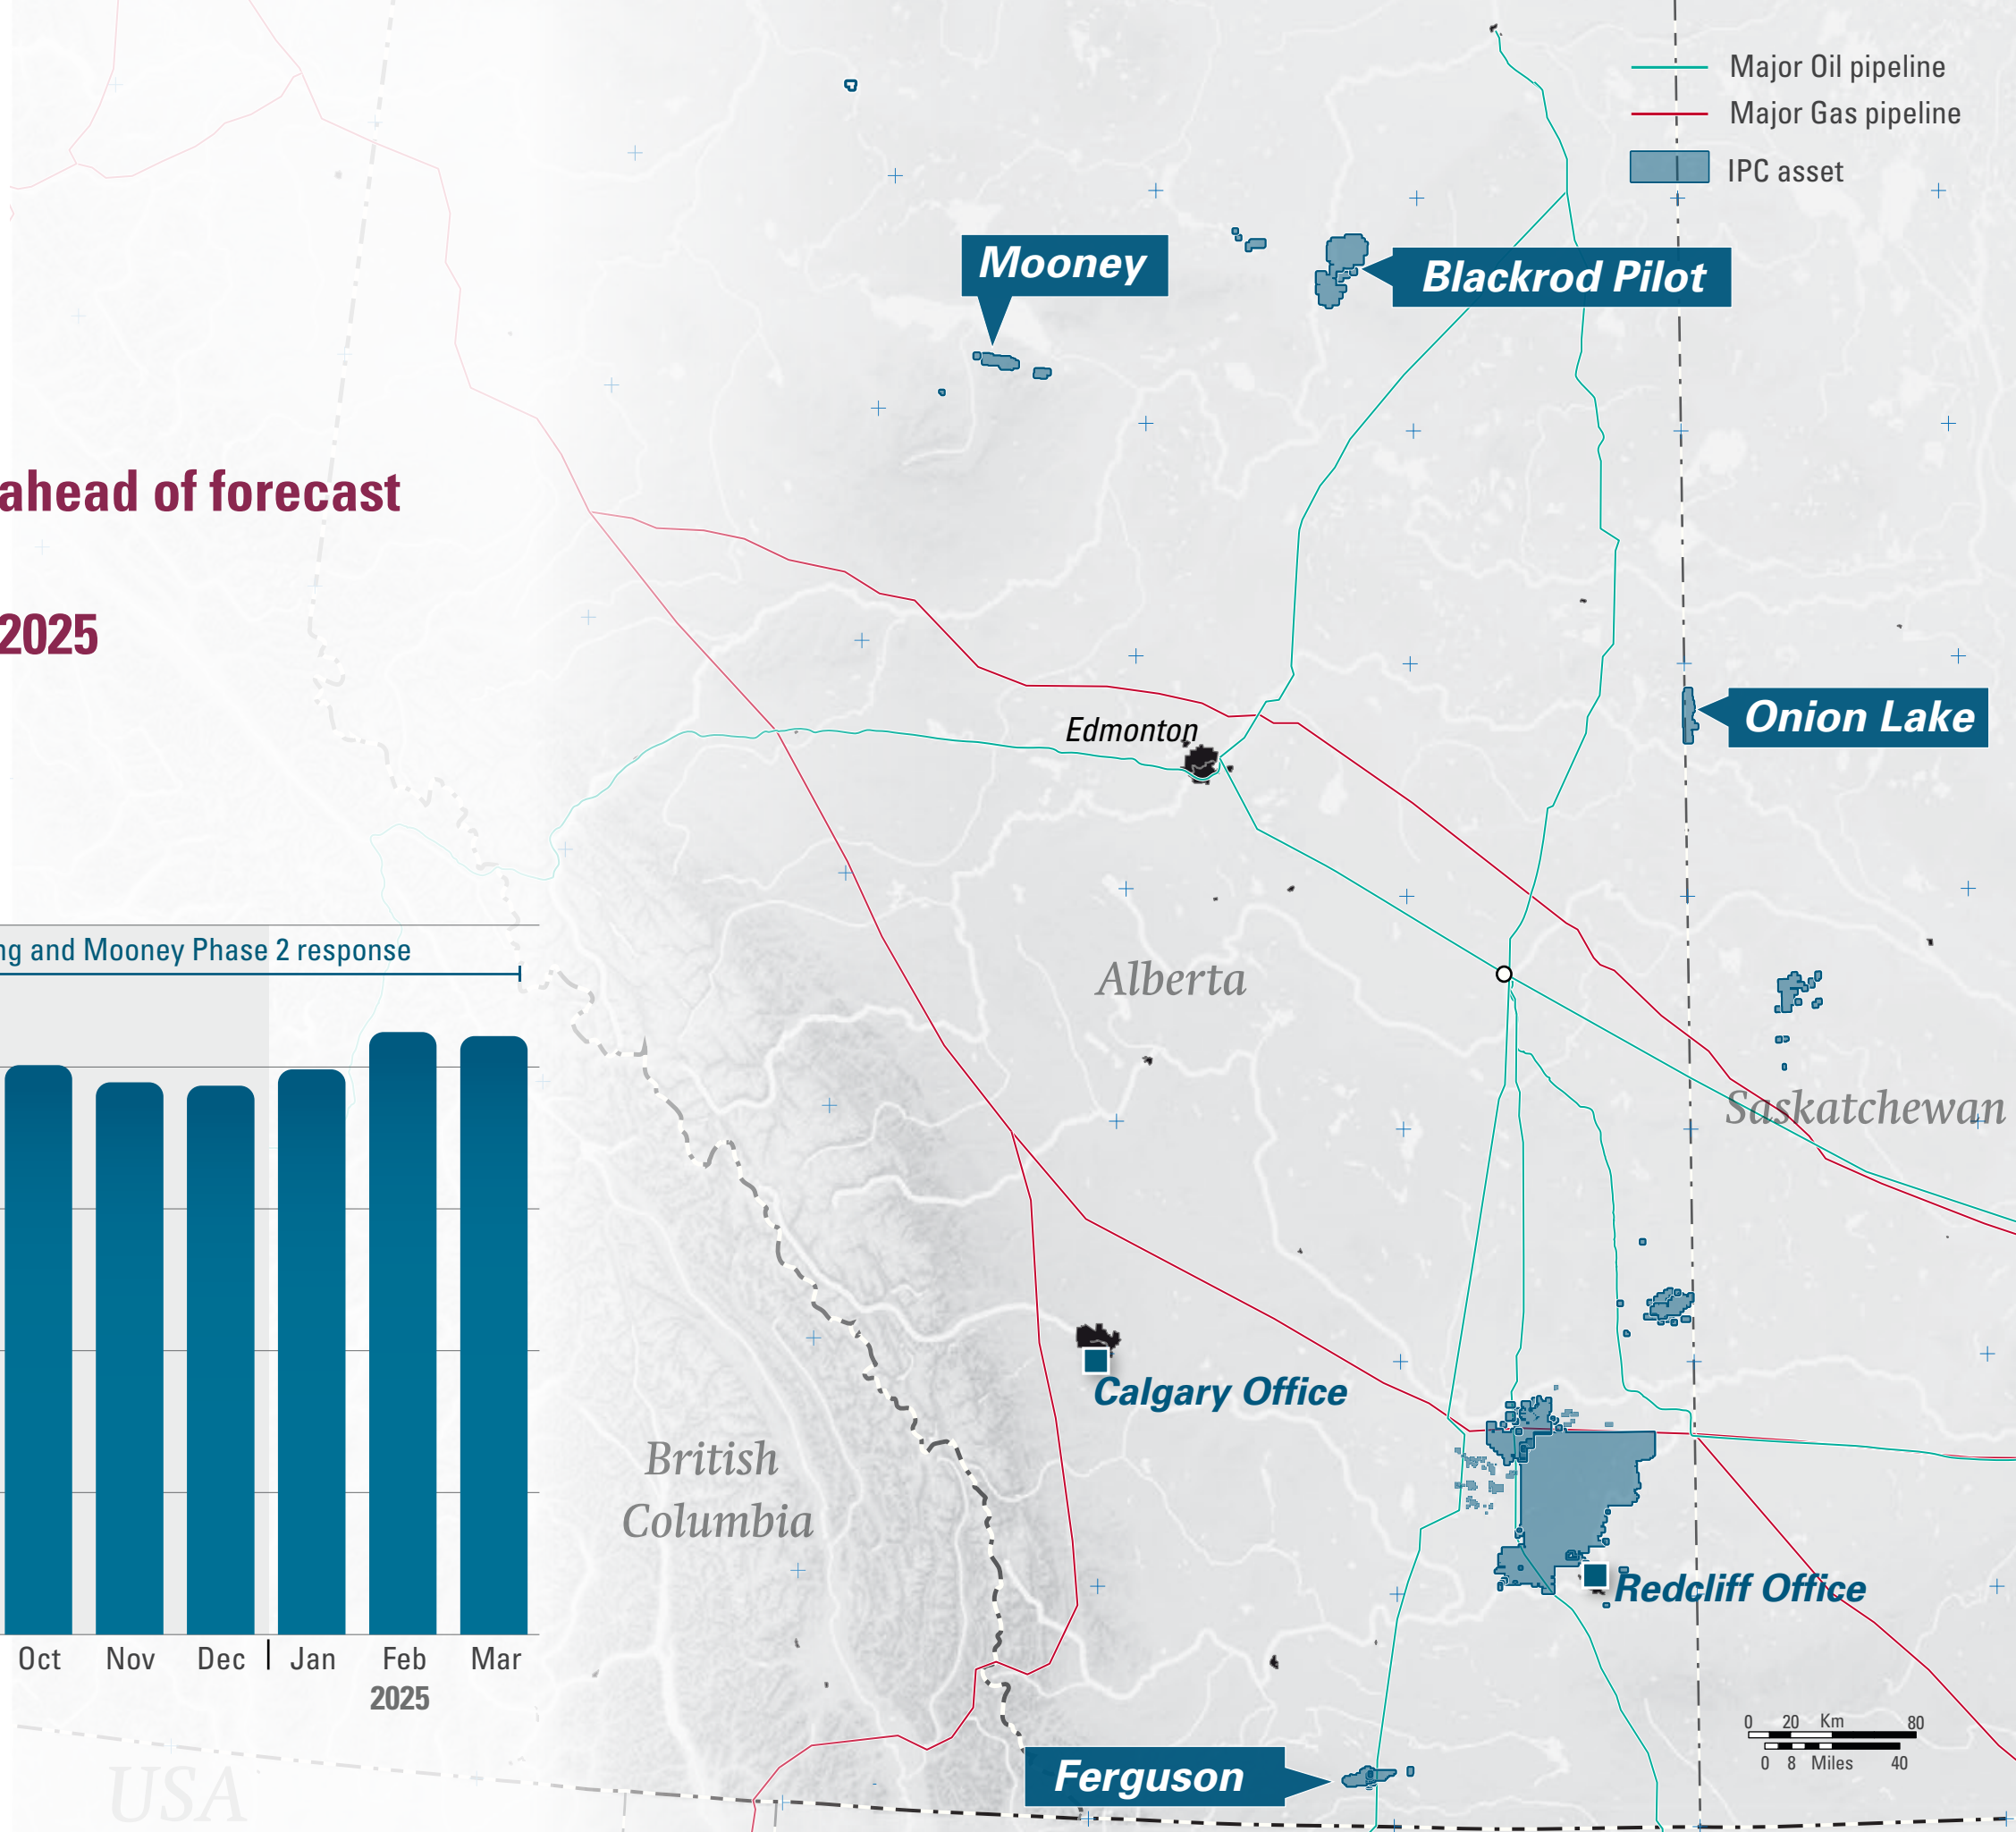 Major Oil pipeline
Major Gas pipeline
IPC asset
Mooney
Blackrod Pilot
ahead of forecast
2025
Onion Lake
Edmonton
ng and Mooney Phase 2 response
Alberta
Saskatchewan
Calgary Office
British
Columbia
Redcliff Office
Oct Nov Dec Jan Feb Mar
2025
0 20 Km 80
0 8 Miles 40
Ferguson
USA